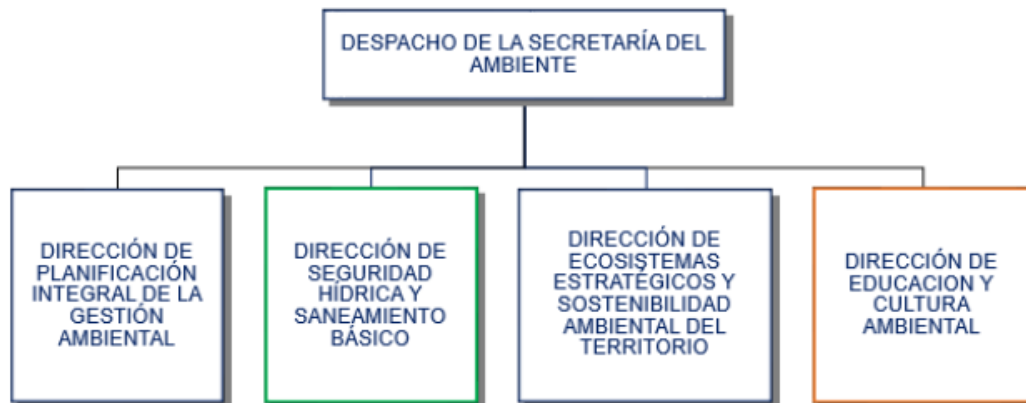 DESPACHO DE LA SECRETARÍA DEL
AMBIENTE
DIRECCIÓN DE
PLANIFICACIÓN
INTEGRAL DE LA
GESTIÓN
AMBIENTAL
DIRECCIÓN DE
SEGURIDAD
HÍDRICA Y
SANEAMIENTO
BÁSICO
DIRECCIÓN DE
ECOSISTEMAS
ESTRATÉGICOS Y
SOSTENIBILIDAD
AMBIENTAL DEL
TERRITORIO
DIRECCIÓN DE
EDUCACION Y
CULTURA
AMBIENTAL